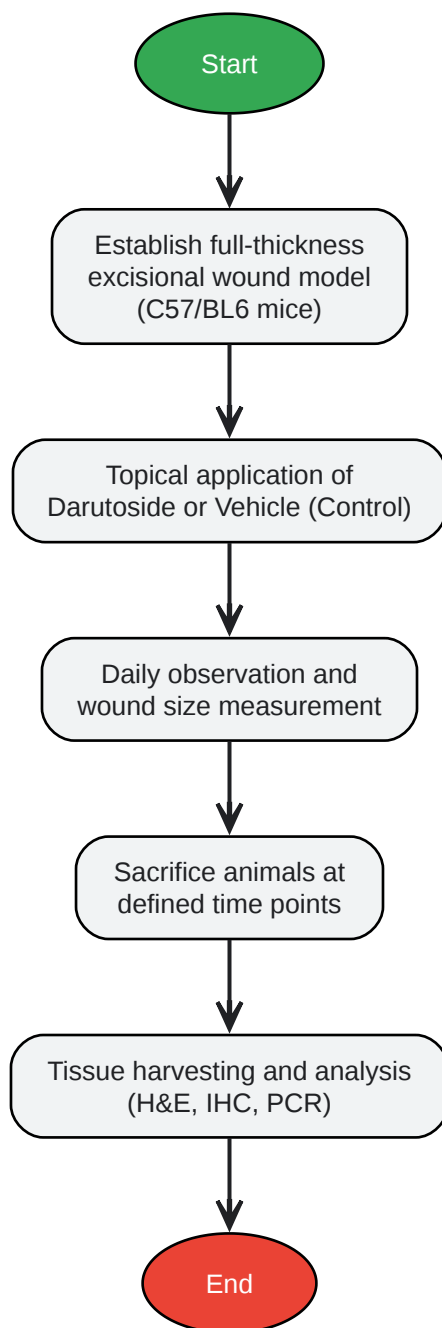 Start
Establish full-thickness
excisional wound model
(C57/BL6 mice)
Topical application of
Darutoside or Vehicle (Control)
Daily observation and
wound size measurement
Sacrifice animals at
defined time points
Tissue harvesting and analysis
(H&E, IHC, PCR)
End